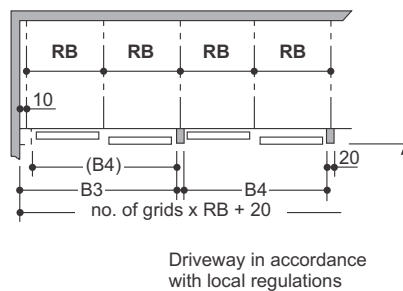 RB RB RB RB
10
(B4)
20
B3 B4
no. of grids x RB + 20
Driveway in accordance
with local regulations